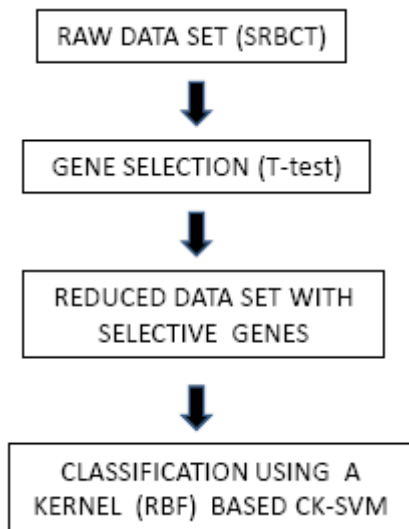 RAW DATA SET (SRBCT)
GENE SELECTION (T-test)
REDUCED DATA SET WITH
SELECTIVE GENES
CLASSIFICATION USING A
KERNEL (RBF) BASED CK-SVM